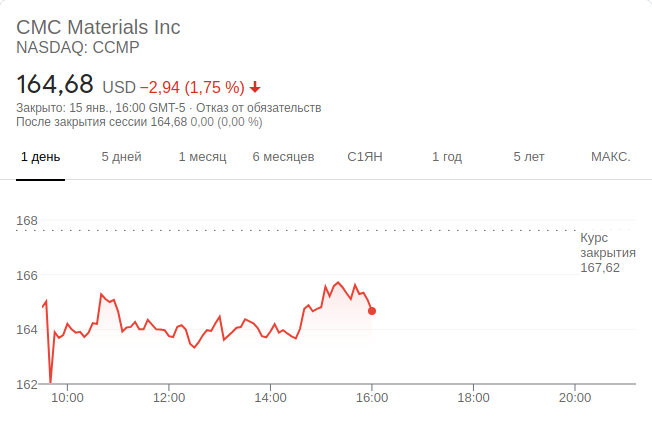 CMC Materials Inc
NASDAQ: CCMP
164,68 USD −2,94 (1,75 %)
Закрыто: 15 янв., 16:00 GMT-5 · Отказ от обязательств
После закрытия сессии 164,68 0,00 (0,00 %)
1 день 5 дней 1 месяц 6 месяцев С1ЯН 1 год 5 лет МАКС.
168
Курс
закрытия
167,62
166
164
162
10:00 12:00 14:00 16:00 18:00 20:00